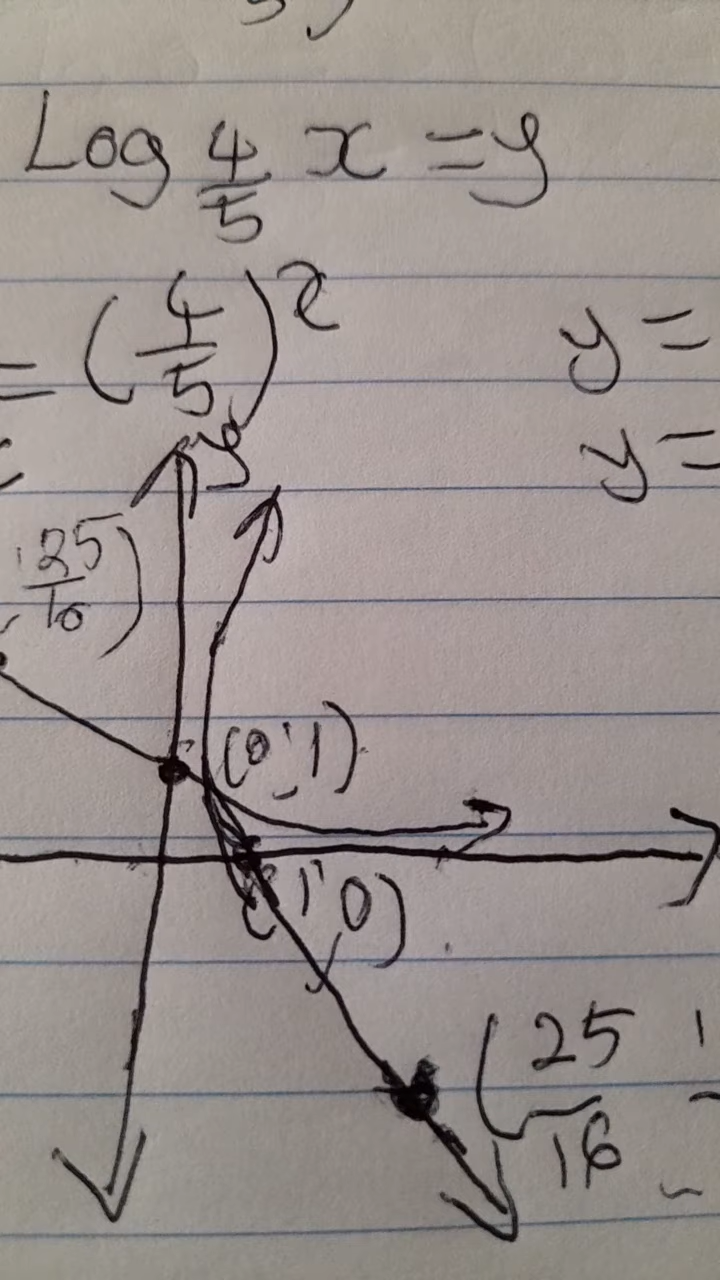 Log 4/5 x = y
= (4/5)^x
y =
y =
y
25/16)
(0,1)
(1,0)
(25/16